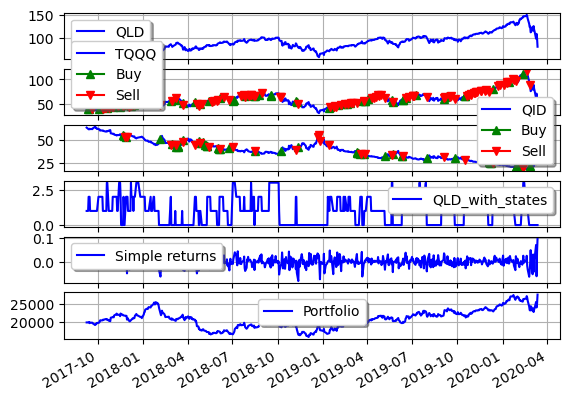 150
100
QLD
TQQQ
Buy
Sell
100
50
QID
Buy
Sell
50
25
2.5
0.0
QLD_with_states
0.1
0.0
Simple returns
25000
20000
Portfolio
2017-10
2018-01
2018-04
2018-07
2018-10
2019-01
2019-04
2019-07
2019-10
2020-01
2020-04